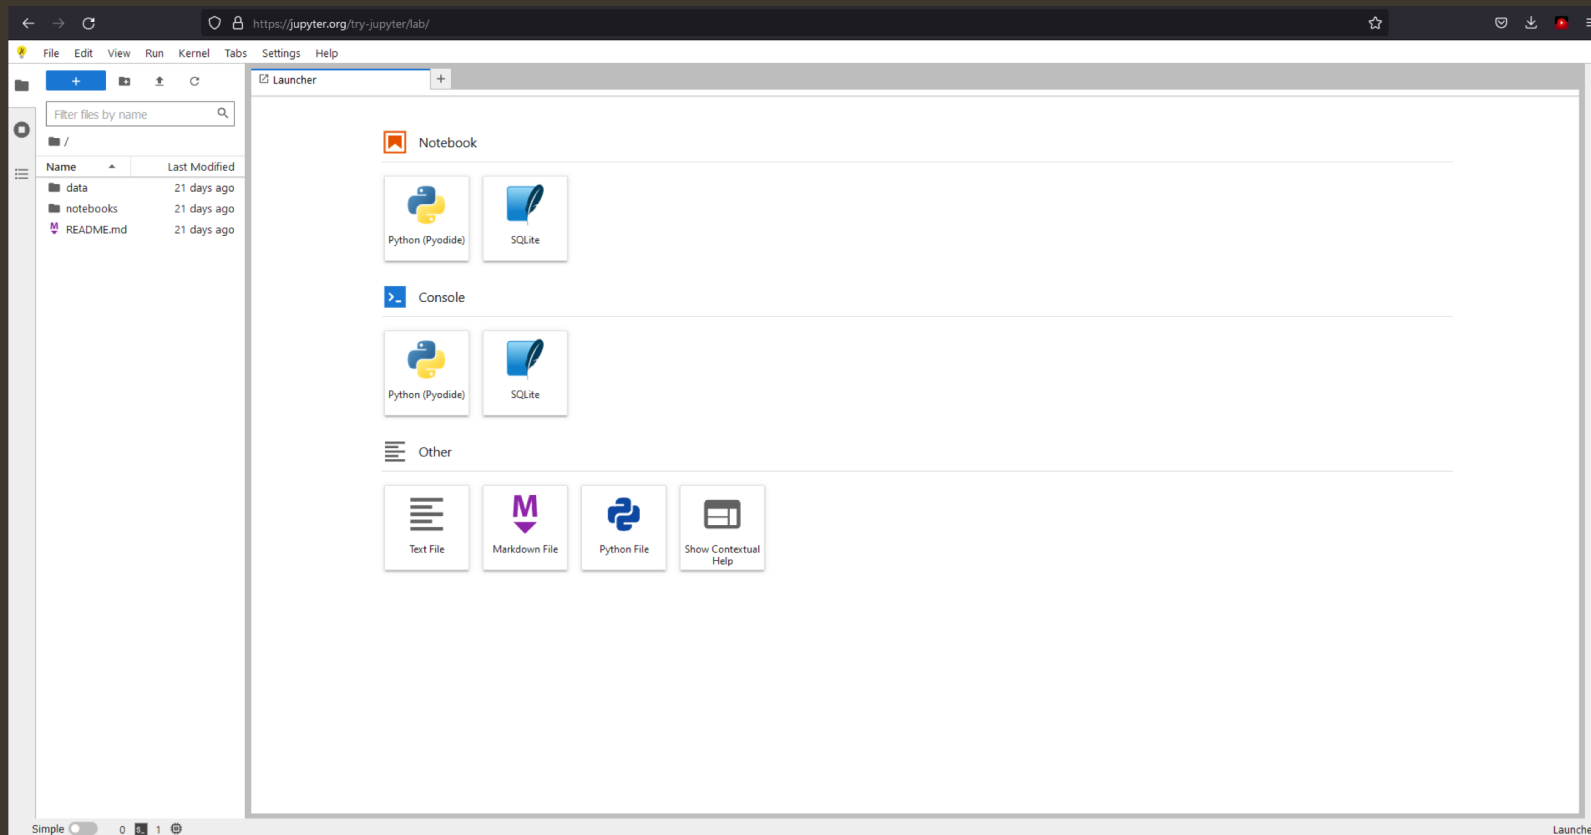 https://jupyter.org/try-jupyter/lab/
File Edit View Run Kernel Tabs Settings Help
+
Filter files by name
/
Name Last Modified
data 21 days ago
notebooks 21 days ago
M README.md 21 days ago
Launcher +
Notebook
Python (Pyodide) SQLite
Console
Python (Pyodide) SQLite
Other
M
Text File Markdown File Python File Show Contextual
Help
Simple 0 $_ 1 Launche